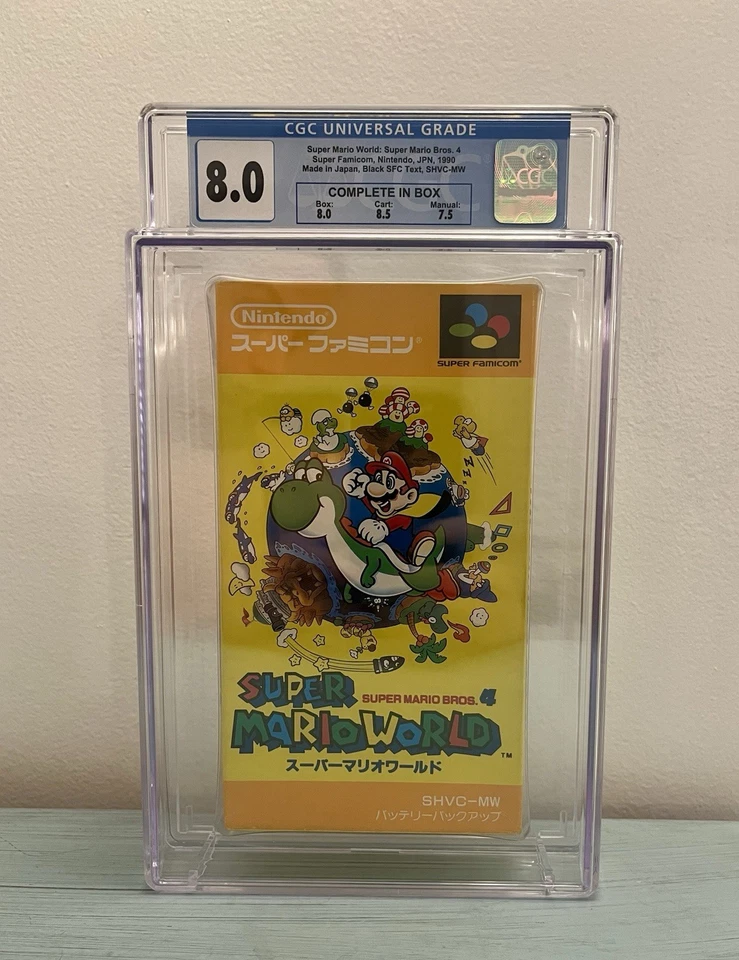 CGC UNIVERSAL GRADE
8.0
Super Mario World: Super Mario Bros. 4
Super Famicom, Nintendo, JPN, 1990
Made in Japan, Black SFC Text, SHVC-MW
COMPLETE IN BOX
Box: Cart: Manual:
8.0 8.5 7.5
CGC
Nintendo
スーパーファミコン®
SUPER FAMICOM
SUPER SUPER MARIO BROS. 4
MARIO WORLD™
スーパーマリオワールド
SHVC-MW
バッテリーバックアップ